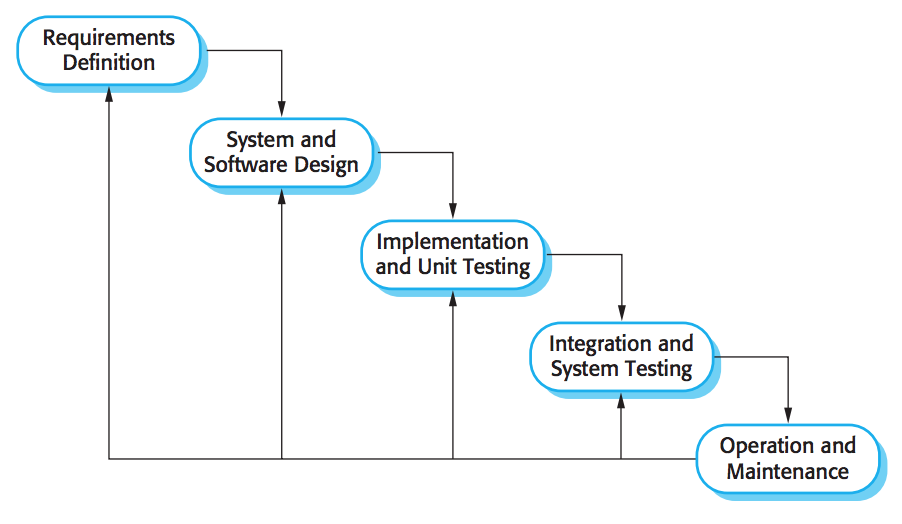 Requirements
Definition
System and
Software Design
Implementation
and Unit Testing
Integration and
System Testing
Operation and
Maintenance